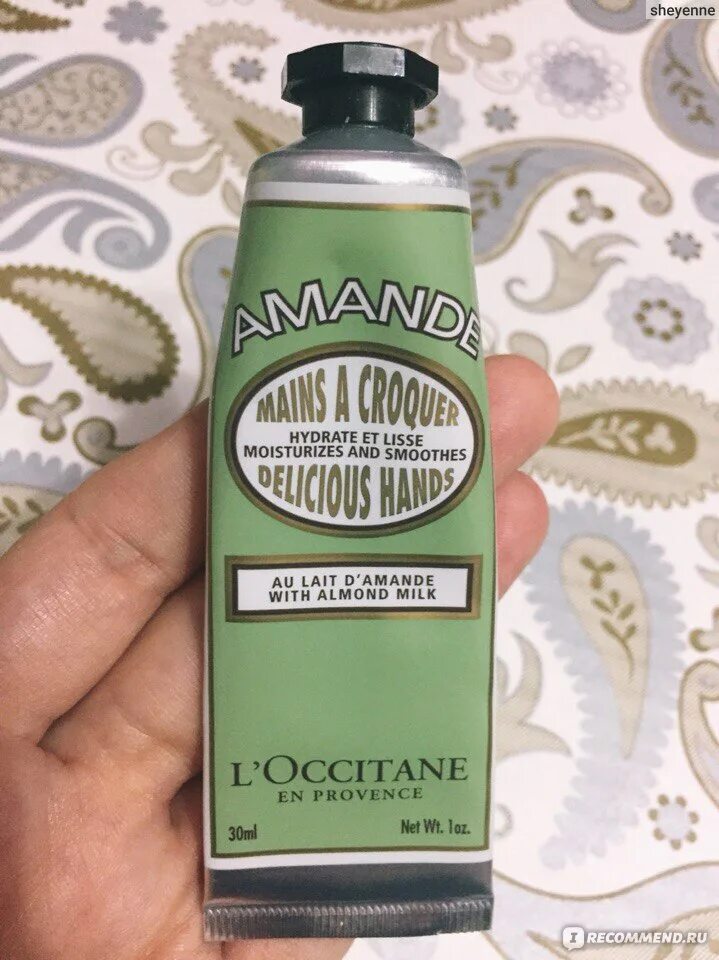 sheyenne
AMANDE
MAINS A CROQUER
HYDRATE ET LISSE
MOISTURIZES AND SMOOTHES
DELICIOUS HANDS
AU LAIT D'AMANDE
WITH ALMOND MILK
L'OCCITANE
EN PROVENCE
30ml Net Wt. 1oz.
IRECOMMEND.RU